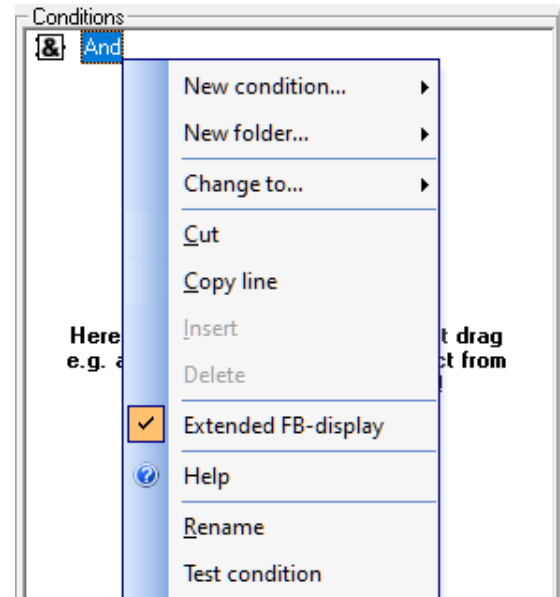 Conditions
& And
New condition...
New folder...
Change to...
Cut
Copy line
Here
Insert
t drag
e.g. a
Delete
ct from
Extended FB-display
Help
Rename
Test condition